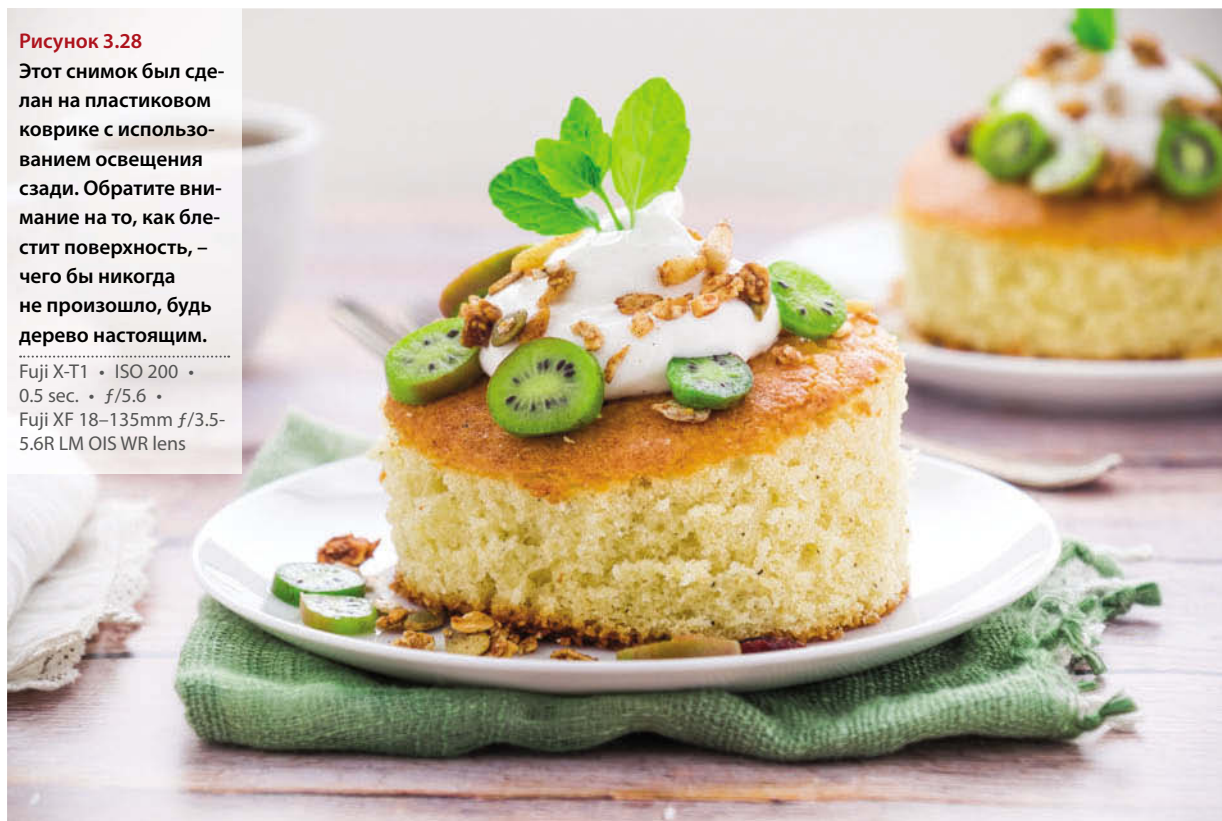 Рисунок 3.28
Этот снимок был сде-
лан на пластиковом
коврике с использо-
ванием освещения
сзади. Обратите вни-
мание на то, как бле-
стит поверхность, –
чего бы никогда
не произошло, будь
дерево настоящим.
Fuji X-T1 • ISO 200 •
0.5 sec. • ƒ/5.6 •
Fuji XF 18–135mm ƒ/3.5-
5.6R LM OIS WR lens